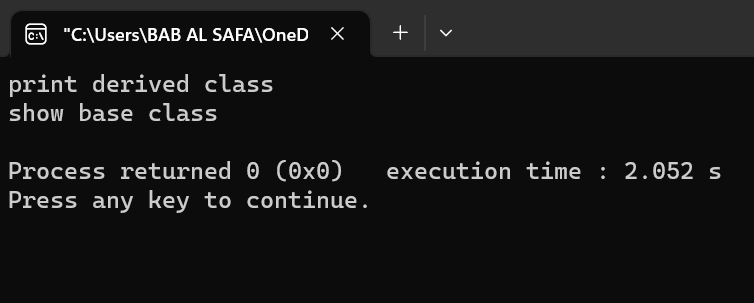 "C:\Users\BAB AL SAFA\OneD
print derived class
show base class
Process returned 0 (0x0)   execution time : 2.052 s
Press any key to continue.